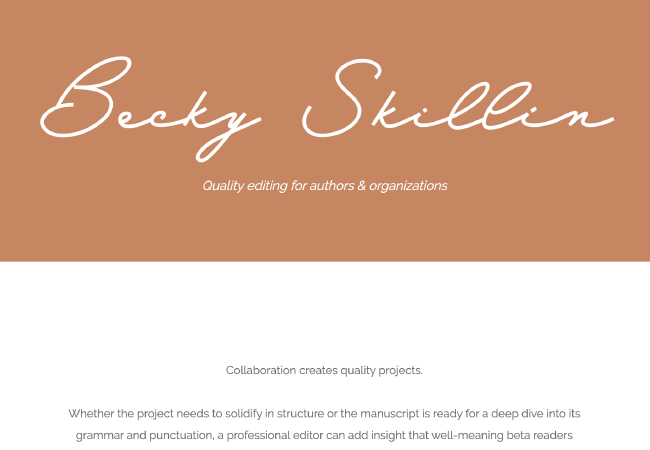 Becky Skillin
Quality editing for authors & organizations
Collaboration creates quality projects.
Whether the project needs to solidify in structure or the manuscript is ready for a deep dive into its
grammar and punctuation, a professional editor can add insight that well-meaning beta readers